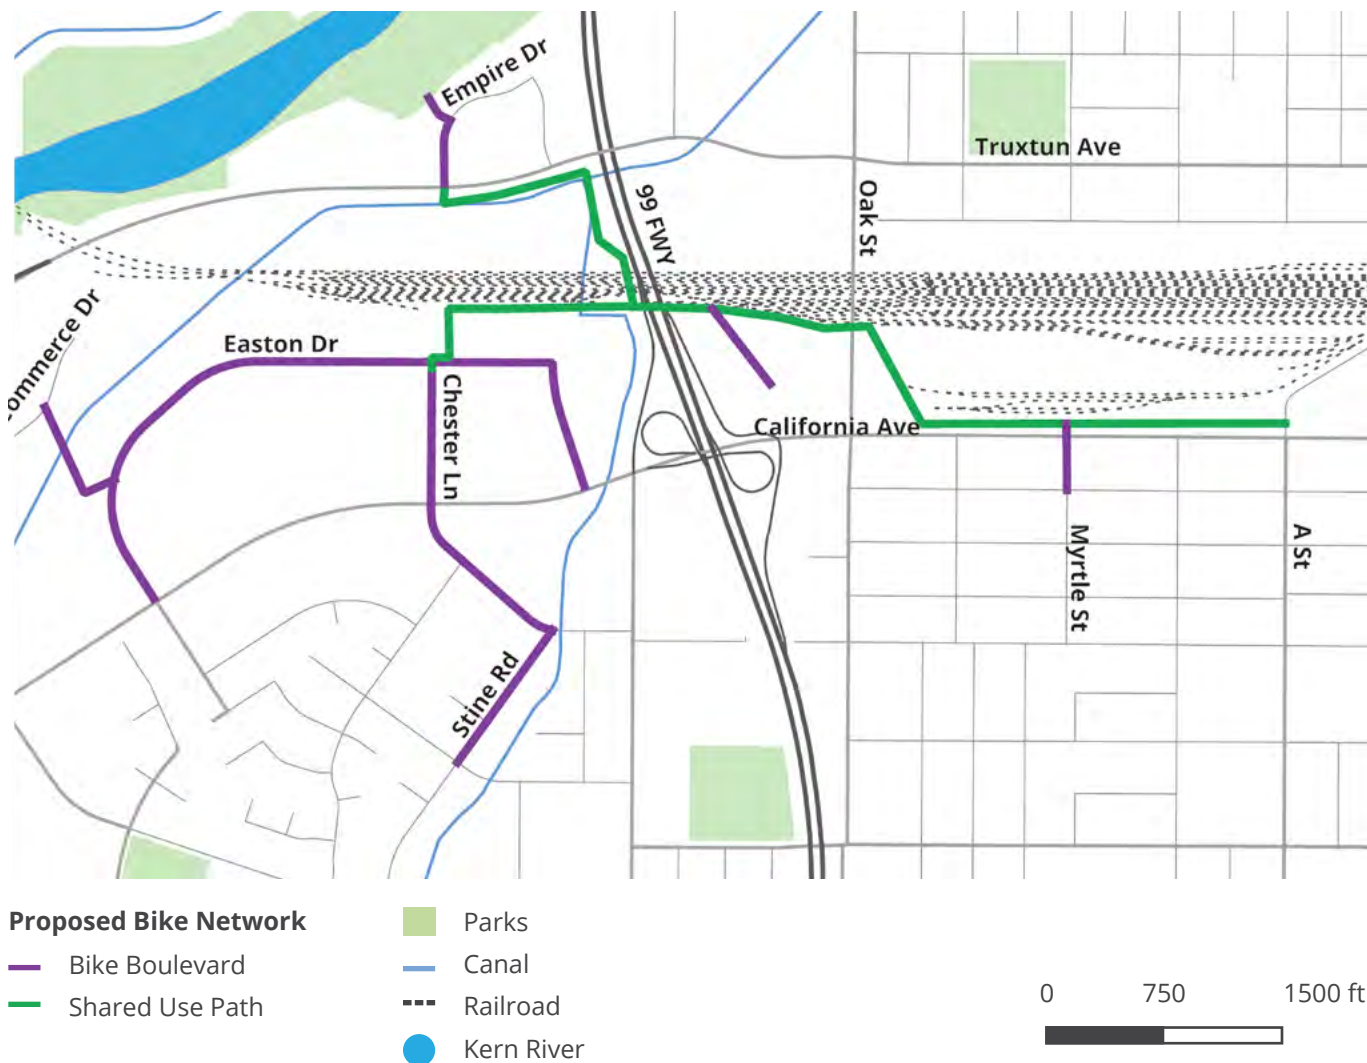 Empire Dr
Truxtun Ave
99 FWY
Oak St
ommerce Dr
Easton Dr
Chester Ln
California Ave
Myrtle St
A St
Stine Rd
Proposed Bike Network
Bike Boulevard
Shared Use Path
Parks
Canal
Railroad
Kern River
0 750 1500 ft